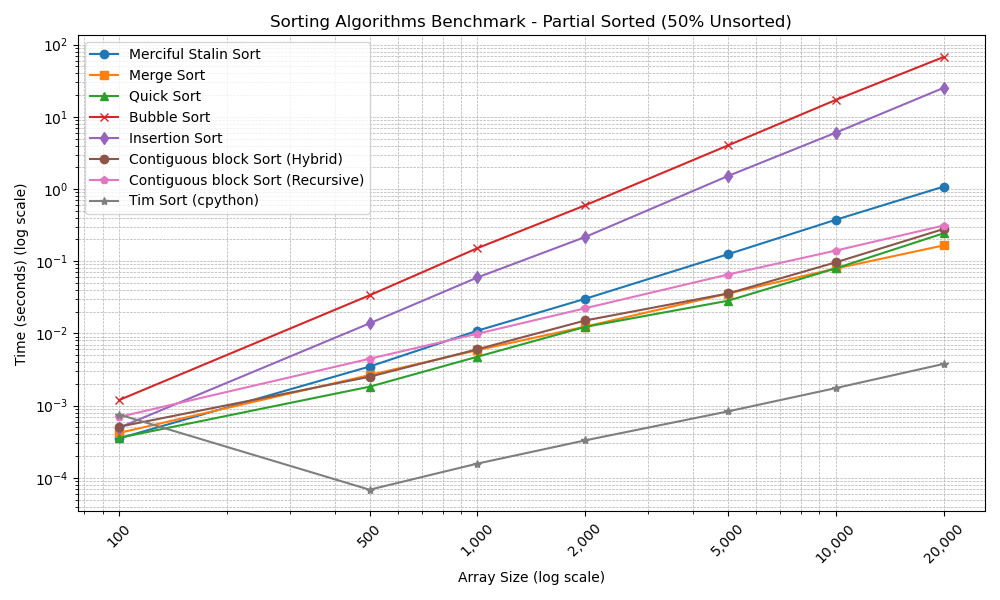 Sorting Algorithms Benchmark - Partial Sorted (50% Unsorted)
Time (seconds) (log scale)
10²
10¹
10⁰
10⁻¹
10⁻²
10⁻³
10⁻⁴
Merciful Stalin Sort
Merge Sort
Quick Sort
Bubble Sort
Insertion Sort
Contiguous block Sort (Hybrid)
Contiguous block Sort (Recursive)
Tim Sort (cpython)
100
500
1,000
2,000
5,000
10,000
20,000
Array Size (log scale)